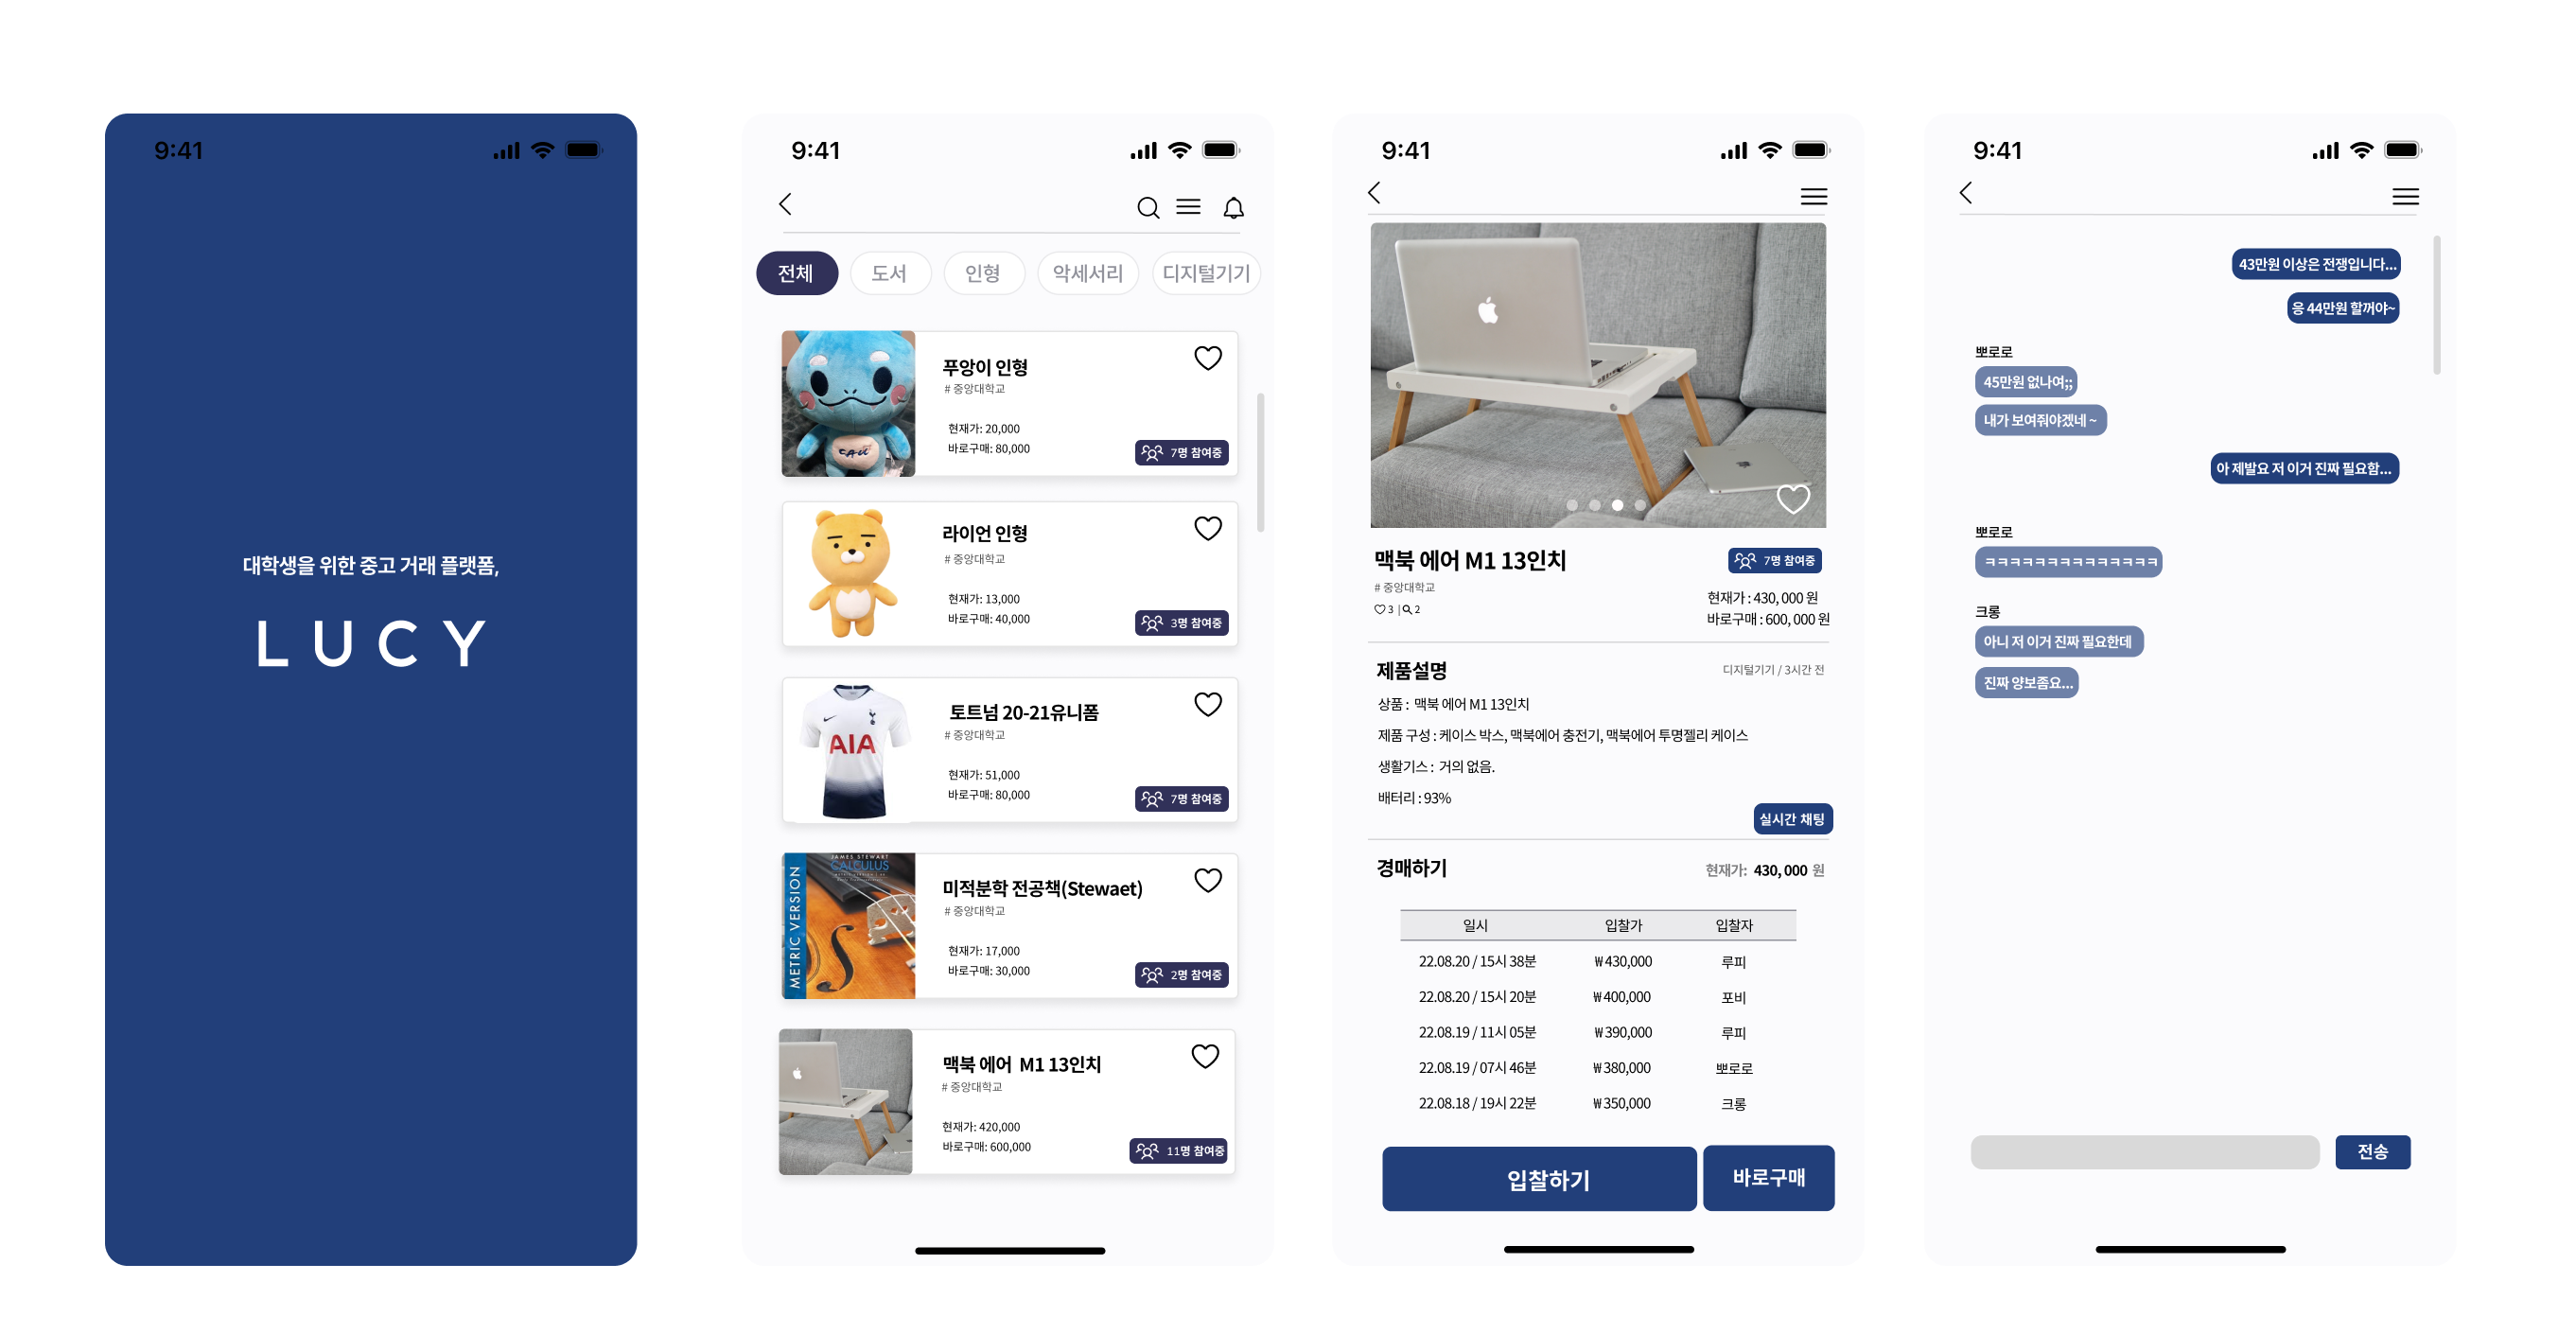 9:41
대학생을 위한 중고 거래 플랫폼,
LUCY
9:41
전체
도서
인형
악세서리
디지털기기
푸앙이 인형
# 중앙대학교
현재가: 20,000
바로구매: 80,000
7명 참여중
CAU
라이언 인형
# 중앙대학교
현재가: 13,000
바로구매: 40,000
3명 참여중
토트넘 20-21유니폼
# 중앙대학교
현재가: 51,000
바로구매: 80,000
7명 참여중
AIA
미적분학 전공책(Stewaet)
# 중앙대학교
현재가: 17,000
바로구매: 30,000
2명 참여중
JAMES STEWART
CALCULUS
METRIC VERSION
맥북 에어 M1 13인치
# 중앙대학교
현재가: 420,000
바로구매: 600,000
11명 참여중
9:41
맥북 에어 M1 13인치
7명 참여중
# 중앙대학교
3 | 2
현재가 : 430, 000 원
바로구매 : 600, 000 원
제품설명
디지털기기 / 3시간 전
상품 : 맥북 에어 M1 13인치
제품 구성 : 케이스 박스, 맥북에어 충전기, 맥북에어 투명젤리 케이스
생활기스 : 거의 없음.
배터리 : 93%
실시간 채팅
경매하기
현재가: 430, 000 원
일시 입찰가 입찰자
22.08.20 / 15시 38분 ₩430,000 루피
22.08.20 / 15시 20분 ₩400,000 포비
22.08.19 / 11시 05분 ₩390,000 루피
22.08.19 / 07시 46분 ₩380,000 뽀로로
22.08.18 / 19시 22분 ₩350,000 크롱
입찰하기
바로구매
9:41
43만원 이상은 전쟁입니다...
응 44만원 할꺼야~
뽀로로
45만원 없나여;;
내가 보여줘야겠네 ~
아 제발요 저 이거 진짜 필요함...
뽀로로
ㅋㅋㅋㅋㅋㅋㅋㅋㅋㅋㅋㅋㅋㅋ
크롱
아니 저 이거 진짜 필요한데
진짜 양보좀요...
전송